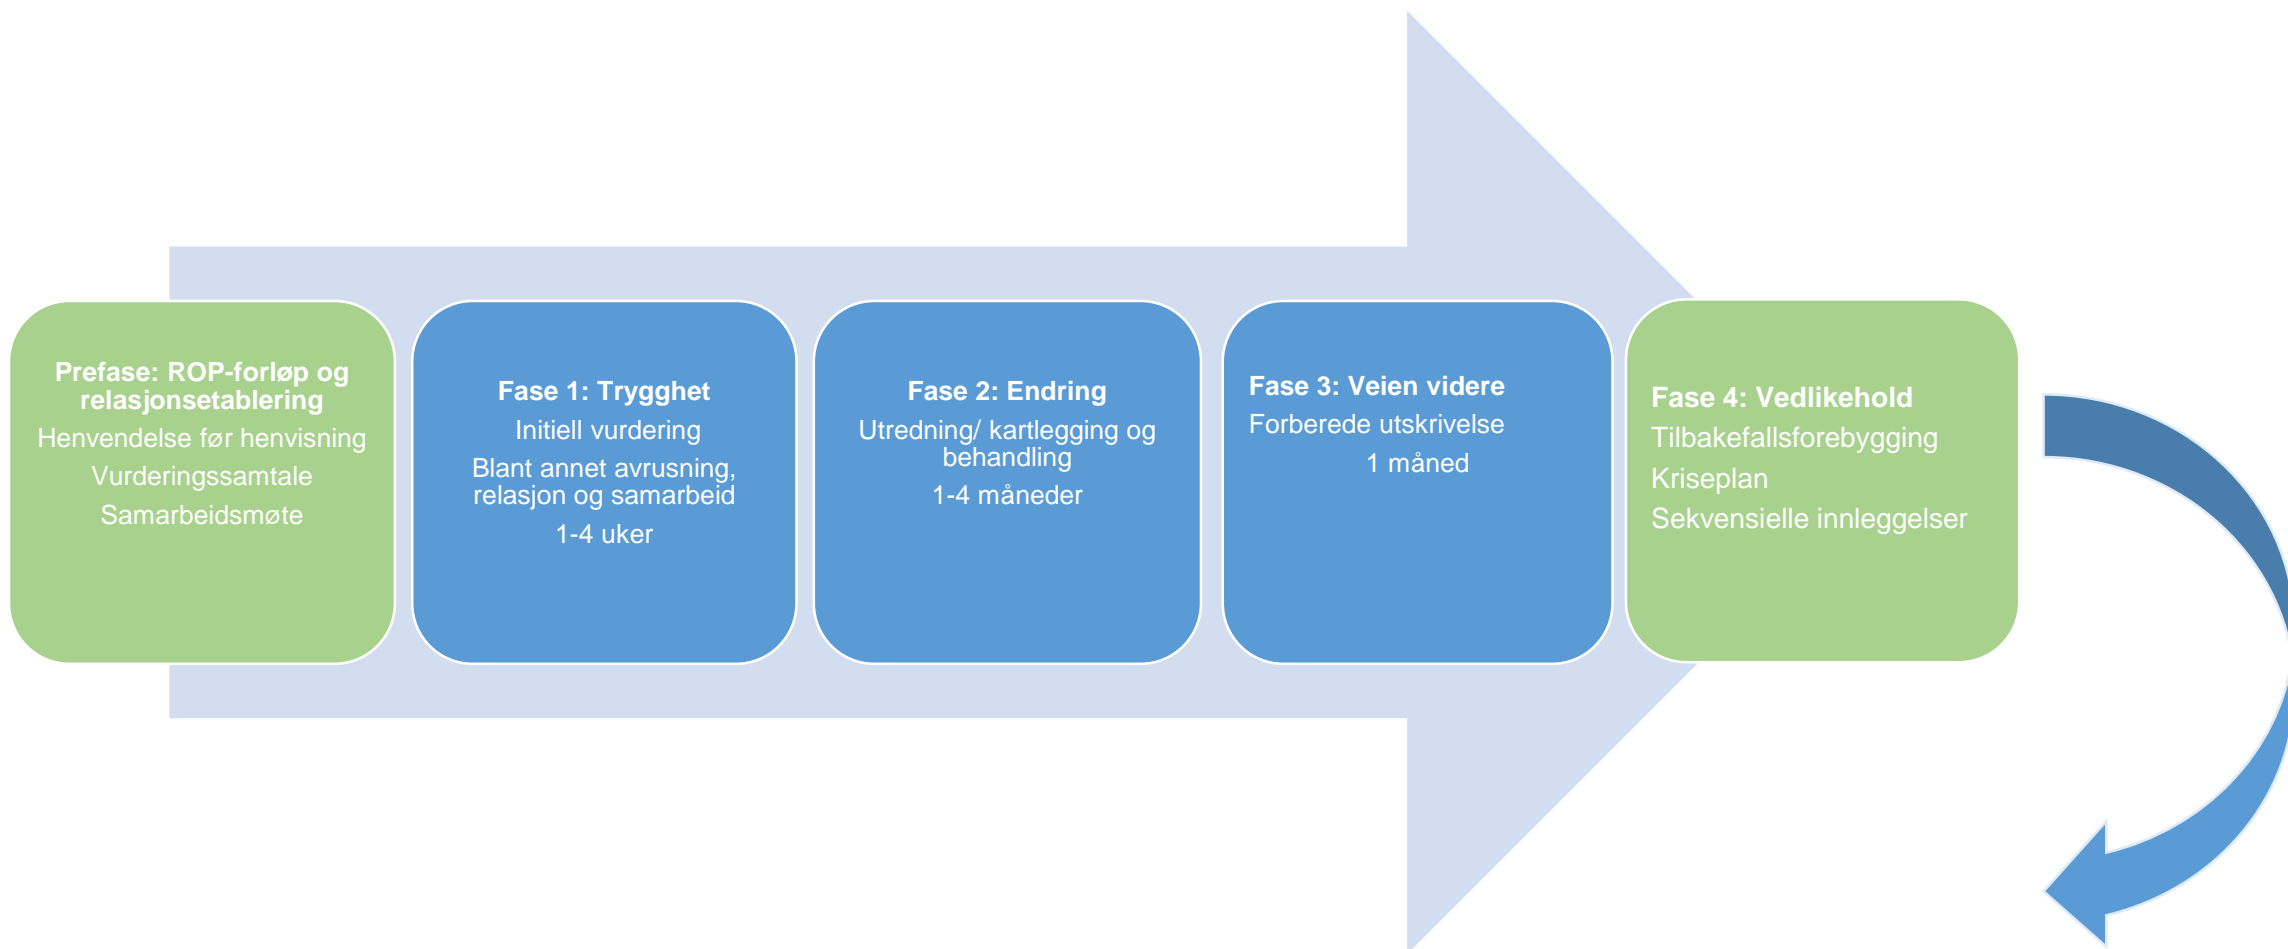 Prefase: ROP-forløp og
relasjonsetablering
Henvendelse før henvisning
Vurderingssamtale
Samarbeidsmøte
Fase 1: Trygghet
Initiell vurdering
Blant annet avrusning,
relasjon og samarbeid
1-4 uker
Fase 2: Endring
Utredning/ kartlegging og
behandling
1-4 måneder
Fase 3: Veien videre
Forberede utskrivelse
1 måned
Fase 4: Vedlikehold
Tilbakefallsforebygging
Kriseplan
Sekvensielle innleggelser